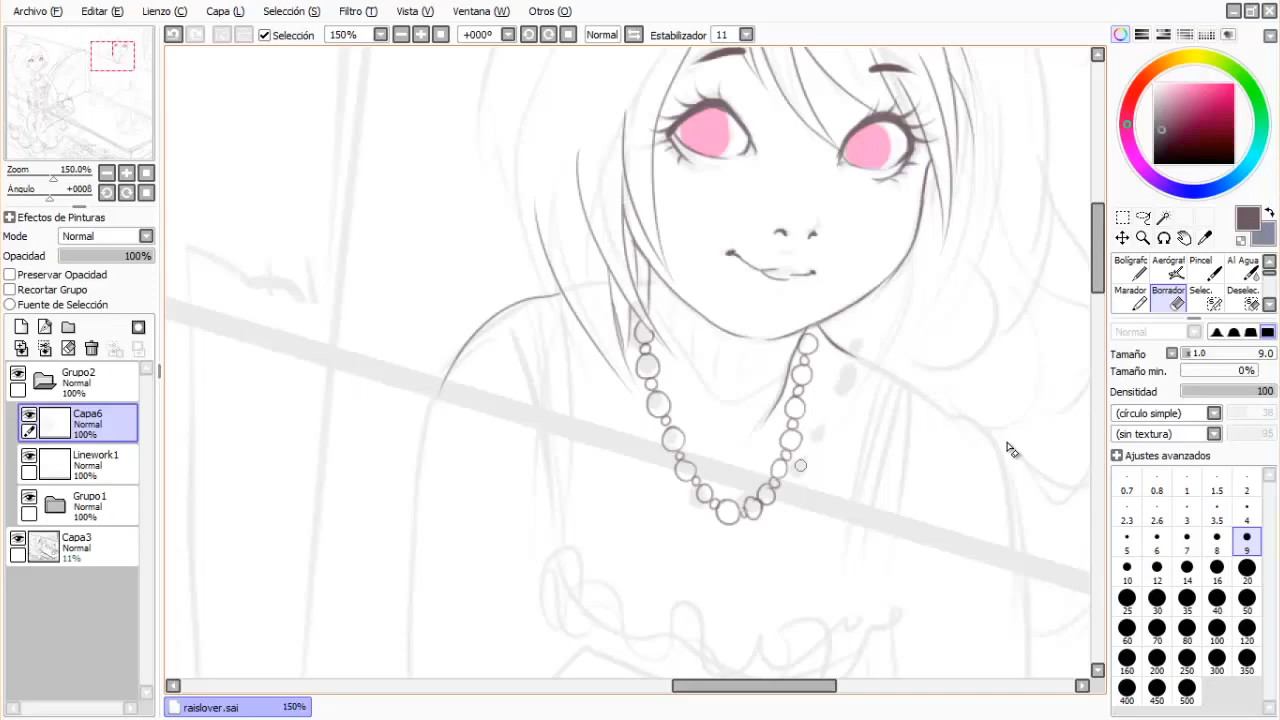 Archivo (F) Editar (E) Lienzo (C) Capa (L) Selección (S) Filtro (T) Vista (V) Ventana (W) Otros (O)
Selección 150% +000º Normal Estabilizador 11
Zoom 150.0%
Ángulo +000ß
Efectos de Pinturas
Mode Normal
Opacidad 100%
Preservar Opacidad
Recortar Grupo
Fuente de Selección
Grupo2
Normal
100%
Capa6
Normal
100%
Linework1
Normal
100%
Grupo1
Normal
100%
Capa3
Normal
11%
raislover.sai 150%
Bolígrafc Aerógraf Pincel Al Agua
Marador Borrador Selec. Deselec.
Normal
Tamaño x 1.0 9.0
Tamaño min. 0%
Densitidad 100
(círculo simple) 38
(sin textura) 95
Ajustes avanzados
0.7 0.8 1 1.5 2
2.3 2.6 3 3.5 4
5 6 7 8 9
10 12 14 16 20
25 30 35 40 50
60 70 80 100 120
160 200 250 300 350
400 450 500